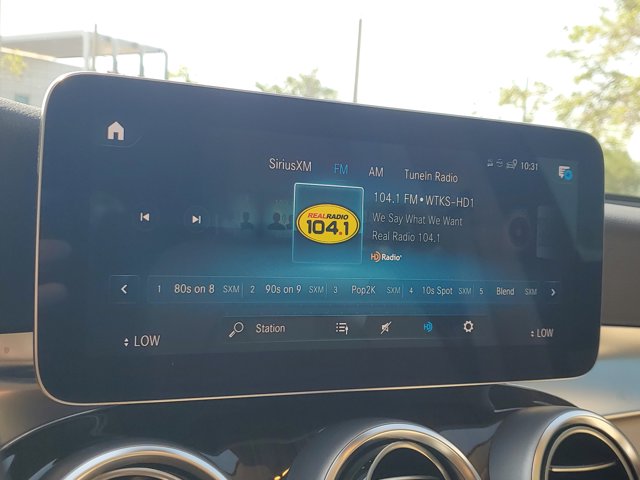 SiriusXM FM AM TuneIn Radio 10:31
104.1 FM • WTKS-HD1
We Say What We Want
Real Radio 104.1
HD Radio
REALRADIO
104.1
1 80s on 8 SXM 2 90s on 9 SXM 3 Pop2K SXM 4 10s Spot SXM 5 Blend SXM
Station HD
LOW LOW